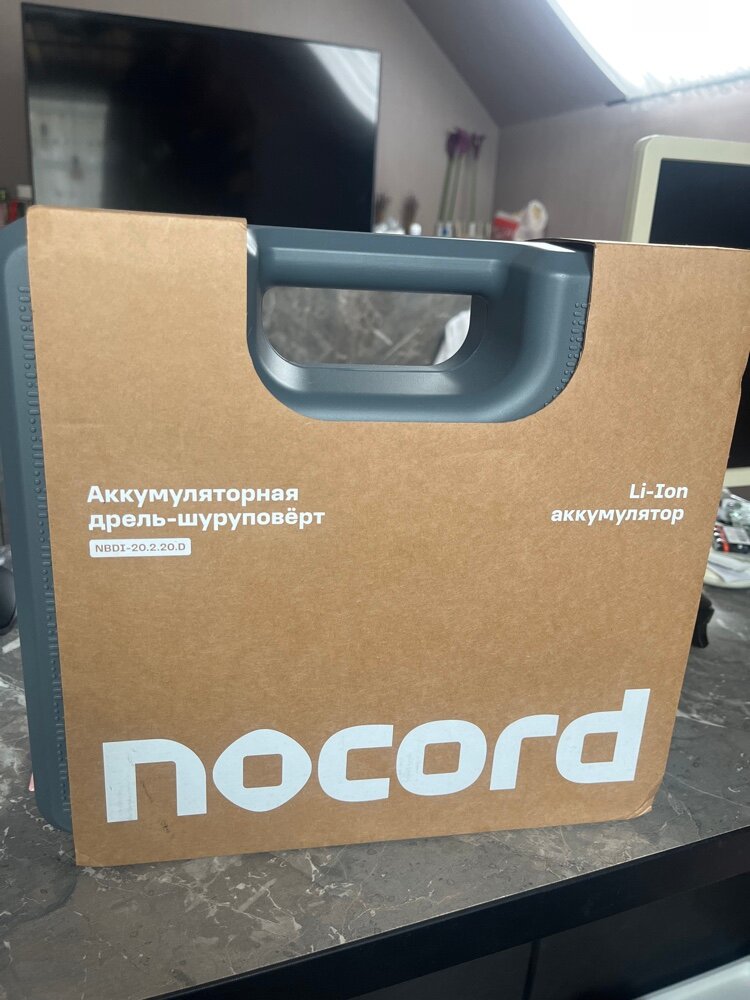 Аккумуляторная
дрель-шуруповёрт
NBDI-20.2.20.D
Li-Ion
аккумулятор
nocord